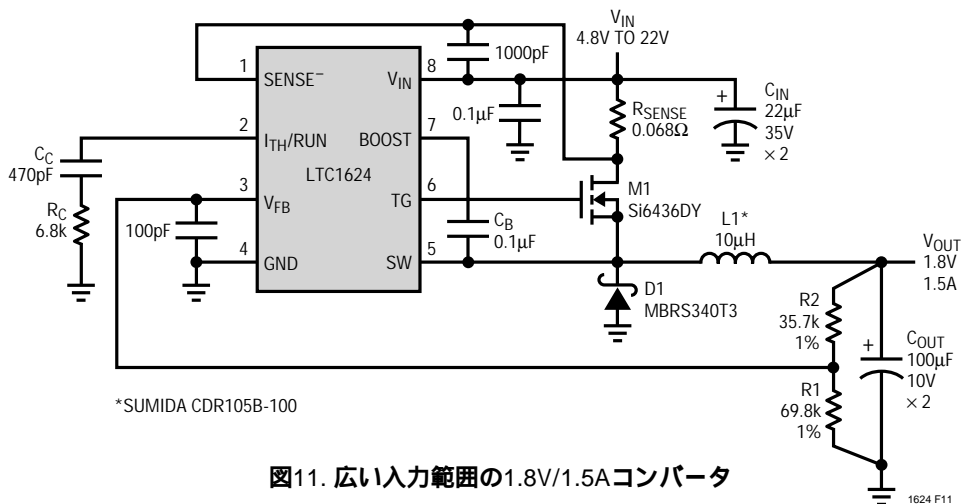 V_IN
4.8V TO 22V
1000pF
1
SENSE⁻
V_IN
8
0.1μF
R_SENSE
0.068Ω
+
C_IN
22μF
35V
× 2
2
I_TH/RUN
BOOST
7
C_C
470pF
LTC1624
R_C
6.8k
3
V_FB
TG
6
M1
Si6436DY
100pF
C_B
0.1μF
L1*
10μH
4
GND
SW
5
V_OUT
1.8V
1.5A
D1
MBRS340T3
R2
35.7k
1%
+
C_OUT
100μF
10V
× 2
R1
69.8k
1%
*SUMIDA CDR105B-100
図11. 広い入力範囲の1.8V/1.5Aコンバータ
1624 F11